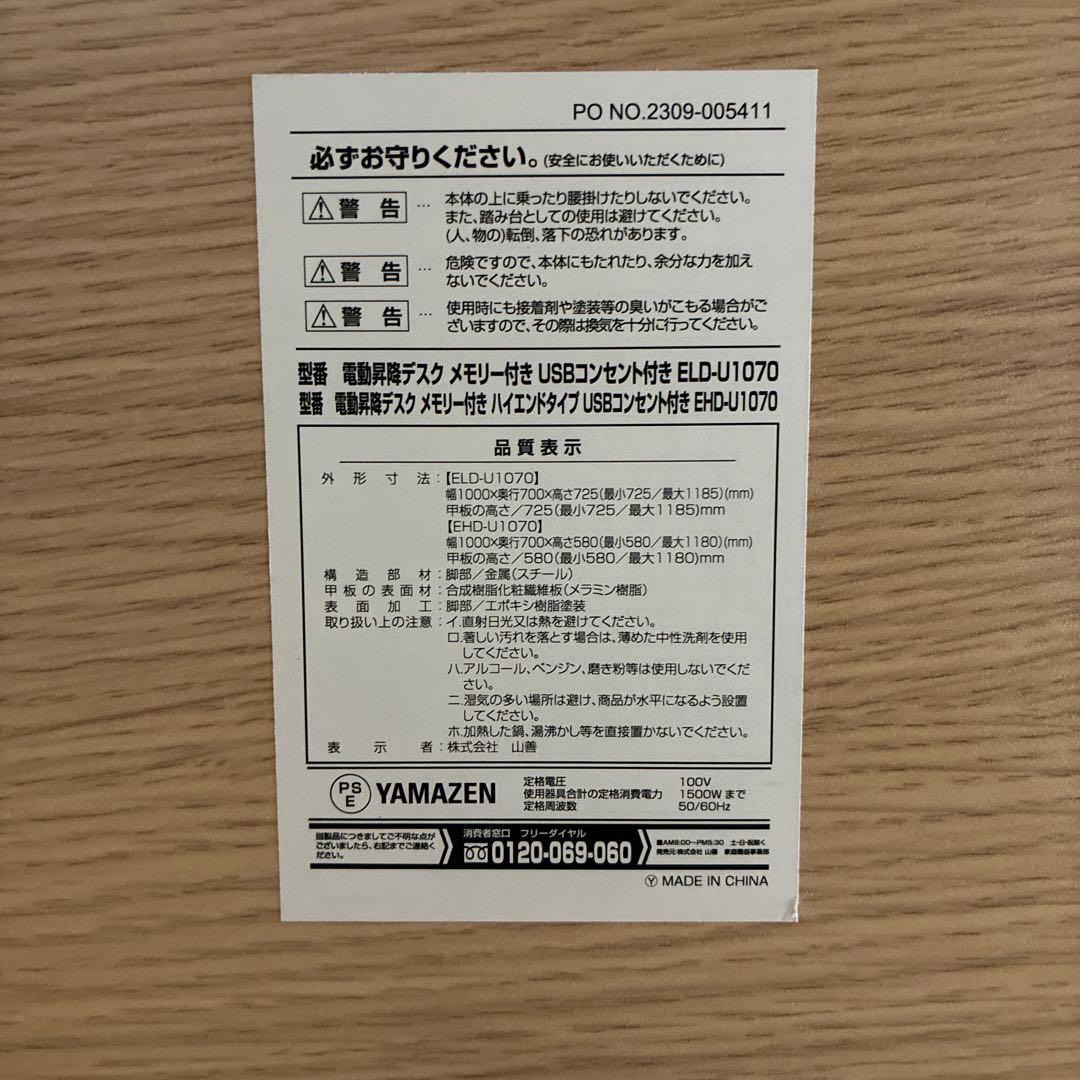 PO NO.2309-005411
必ずお守りください。(安全にお使いいただくために)
⚠警 告 … 本体の上に乗ったり腰掛けたりしないでください。
また、踏み台としての使用は避けてください。
(人、物の)転倒、落下の恐れがあります。
⚠警 告 … 危険ですので、本体にもたれたり、余分な力を加え
ないでください。
⚠警 告 … 使用時にも接着剤や塗装等の臭いがこもる場合がご
ざいますので、その際は換気を十分に行ってください。
型番 電動昇降デスク メモリー付き USBコンセント付き ELD-U1070
型番 電動昇降デスク メモリー付き ハイエンドタイプ USBコンセント付き EHD-U1070
品質表示
外形寸法:【ELD-U1070】
幅1000×奥行700×高さ725(最小725/最大1185)(mm)
甲板の高さ/725(最小725/最大1185)mm
【EHD-U1070】
幅1000×奥行700×高さ580(最小580/最大1180)(mm)
甲板の高さ/580(最小580/最大1180)mm
構造部材:脚部/金属(スチール)
甲板の表面材:合成樹脂化粧繊維板(メラミン樹脂)
表面加工:脚部/エポキシ樹脂塗装
取り扱い上の注意:イ.直射日光又は熱を避けてください。
ロ.著しい汚れを落とす場合は、薄めた中性洗剤を使用
してください。
ハ.アルコール、ベンジン、磨き粉等は使用しないでくだ
さい。
ニ.湿気の多い場所は避け、商品が水平になるよう設置
してください。
ホ.加熱した鍋、湯沸かし等を直接置かないでください。
表示者:株式会社 山善
PSE YAMAZEN
定格電圧 100V
使用器具合計の定格消費電力 1500Wまで
定格周波数 50/60Hz
当製品につきましてご不明な点が
ございましたら、右記までご連絡く
ださい。
消費者窓口 フリーダイヤル
0120-069-060
■AM9:00〜PM5:30 土・日・祝除く
発売元:株式会社 山善 家庭機器事業部
Ⓨ MADE IN CHINA